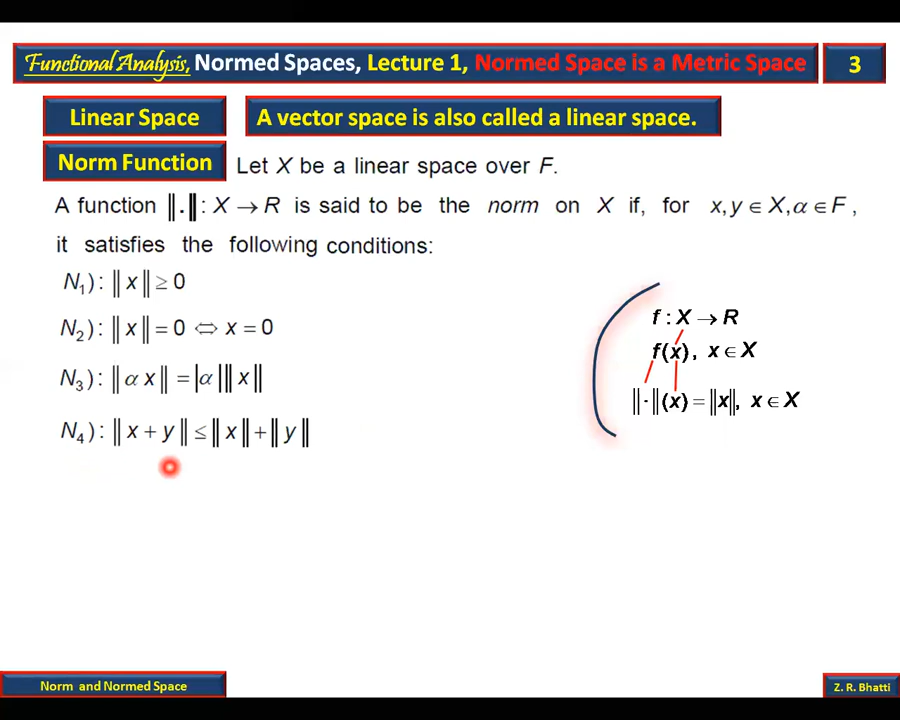 Functional Analysis, Normed Spaces, Lecture 1, Normed Space is a Metric Space 3
Linear Space A vector space is also called a linear space.
Norm Function Let X be a linear space over F.
A function ‖.‖ : X → R is said to be the norm on X if, for x, y ∈ X, α ∈ F ,
it satisfies the following conditions:
N₁) : ‖ x ‖ ≥ 0
N₂) : ‖ x ‖ = 0 ⇔ x = 0
N₃) : ‖ α x ‖ = |α| ‖ x ‖
N₄) : ‖ x + y ‖ ≤ ‖ x ‖ + ‖ y ‖
f : X → R
f(x), x ∈ X
‖·‖(x) = ‖x‖, x ∈ X
Norm and Normed Space Z. R. Bhatti